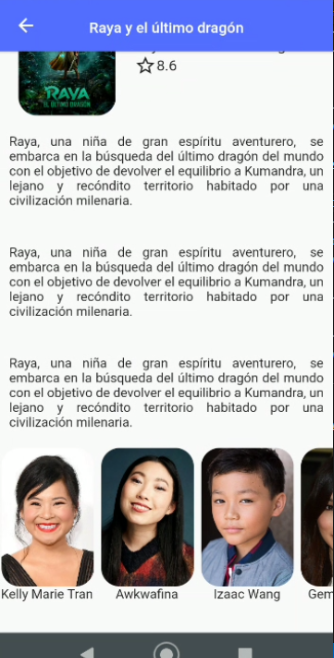 Raya y el último dragón
8.6
RAYA
EL ÚLTIMO DRAGÓN
Raya, una niña de gran espíritu aventurero, se
embarca en la búsqueda del último dragón del mundo
con el objetivo de devolver el equilibrio a Kumandra, un
lejano y recóndito territorio habitado por una
civilización milenaria.
Raya, una niña de gran espíritu aventurero, se
embarca en la búsqueda del último dragón del mundo
con el objetivo de devolver el equilibrio a Kumandra, un
lejano y recóndito territorio habitado por una
civilización milenaria.
Raya, una niña de gran espíritu aventurero, se
embarca en la búsqueda del último dragón del mundo
con el objetivo de devolver el equilibrio a Kumandra, un
lejano y recóndito territorio habitado por una
civilización milenaria.
Kelly Marie Tran Awkwafina Izaac Wang Gem